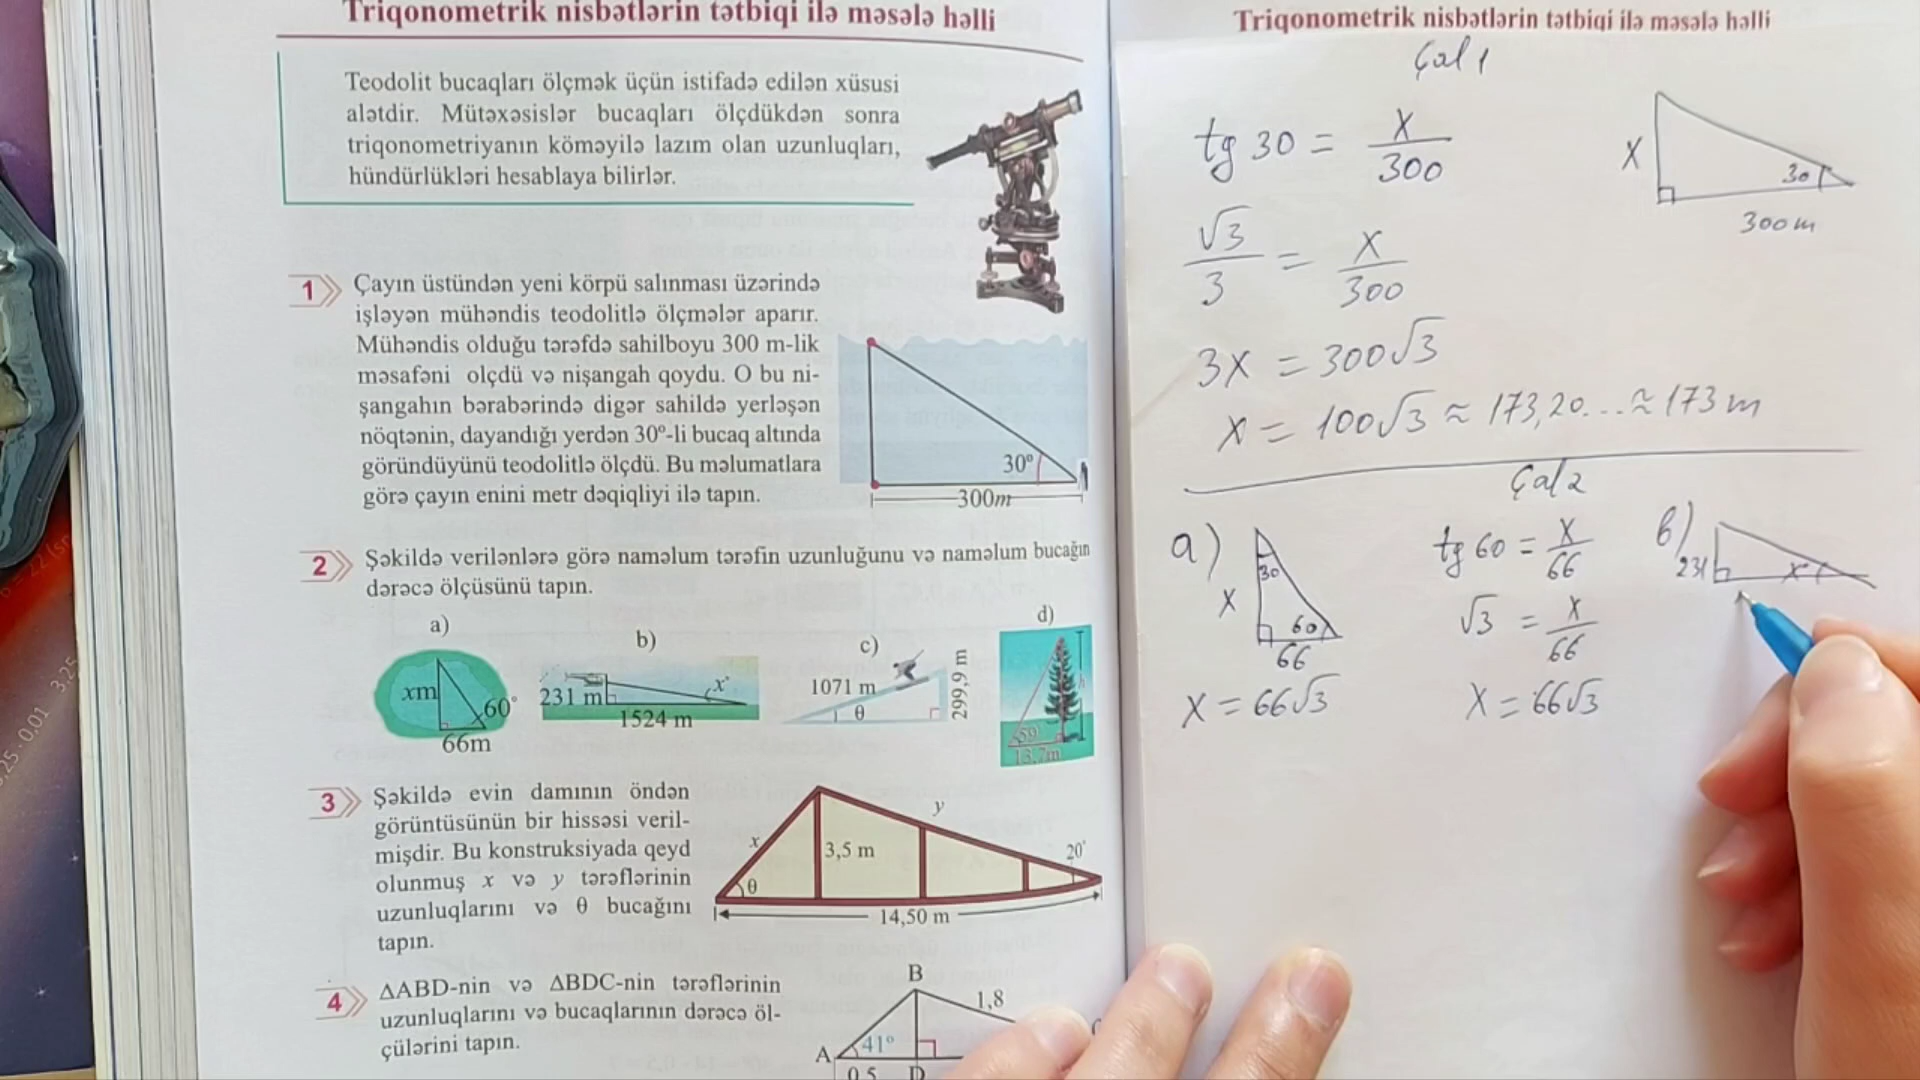 Triqonometrik nisbətlərin tətbiqi ilə məsələ həlli
Teodolit bucaqları ölçmək üçün istifadə edilən xüsusi
alətdir. Mütəxəsislər bucaqları ölçdükdən sonra
triqonometriyanın köməyilə lazım olan uzunluqları,
hündürlükləri hesablaya bilirlər.
1
Çayın üstündən yeni körpü salınması üzərində
işləyən mühəndis teodolitlə ölçmələr aparır.
Mühəndis olduğu tərəfdə sahilboyu 300 m-lik
məsafəni olçdü və nişangah qoydu. O bu ni-
şangahın bərabərində digər sahildə yerləşən
nöqtənin, dayandığı yerdən 30º-li bucaq altında
göründüyünü teodolitlə ölçdü. Bu məlumatlara
görə çayın enini metr dəqiqliyi ilə tapın.
30º
300m
2
Şəkildə verilənlərə görə naməlum tərəfin uzunluğunu və naməlum bucağın
dərəcə ölçüsünü tapın.
a)
xm
60°
66m
b)
231 m
x°
1524 m
c)
1071 m
θ
299,9 m
d)
h
59°
13,7m
3
Şəkildə evin damının öndən
görüntüsünün bir hissəsi veril-
mişdir. Bu konstruksiyada qeyd
olunmuş x və y tərəflərinin
uzunluqlarını və θ bucağını
tapın.
x
y
3,5 m
θ
20°
14,50 m
4
ΔABD-nin və ΔBDC-nin tərəflərinin
uzunluqlarını və bucaqlarının dərəcə öl-
çülərini tapın.
B
1,8
A
41º
C
0,5
D
Triqonometrik nisbətlərin tətbiqi ilə məsələ həlli
Çal 1
tg 30 = x/300
x
30
300 m
√3/3 = x/300
3x = 300√3
x = 100√3 ≈ 173,20... ≈ 173 m
Çal 2
a)
30
x
60
66
x = 66√3
tg 60 = x/66
√3 = x/66
x = 66√3
b)
231
x